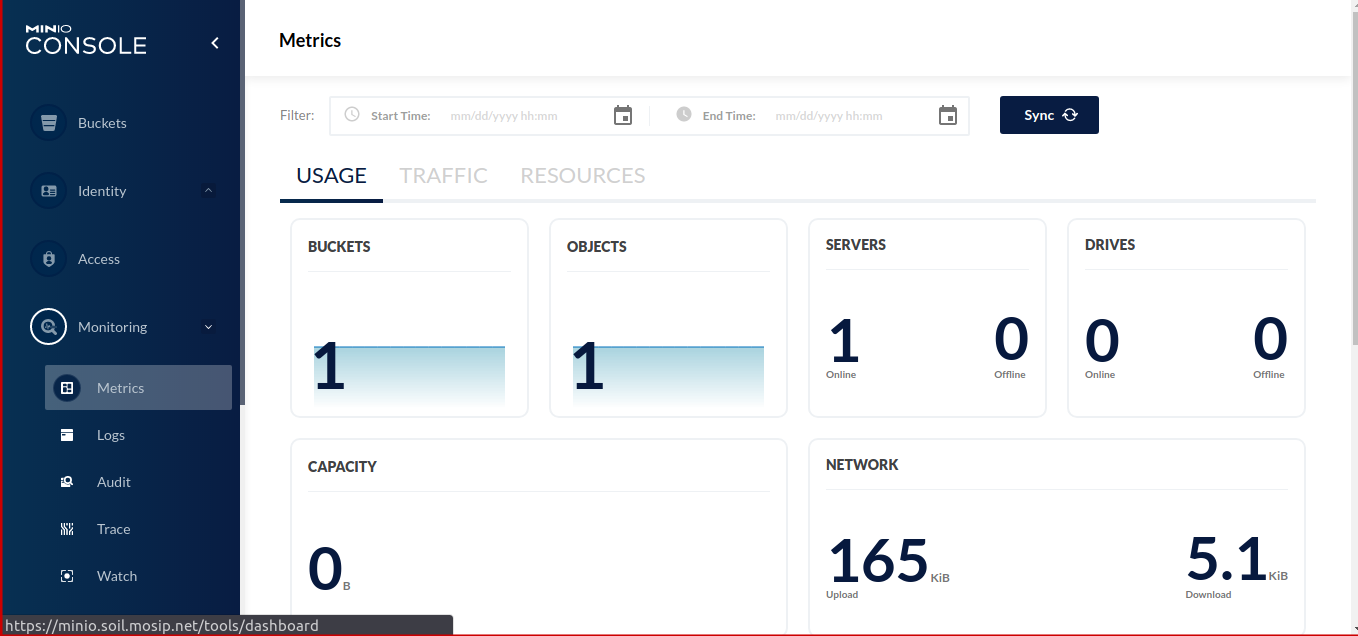 MINIO
CONSOLE
Buckets
Identity
Access
Monitoring
Metrics
Logs
Audit
Trace
Watch
Metrics
Filter: Start Time: mm/dd/yyyy hh:mm End Time: mm/dd/yyyy hh:mm Sync
USAGE TRAFFIC RESOURCES
BUCKETS
1
OBJECTS
1
SERVERS
1 0
Online Offline
DRIVES
0 0
Online Offline
CAPACITY
0 B
NETWORK
165 KiB 5.1 KiB
Upload Download
https://minio.soil.mosip.net/tools/dashboard